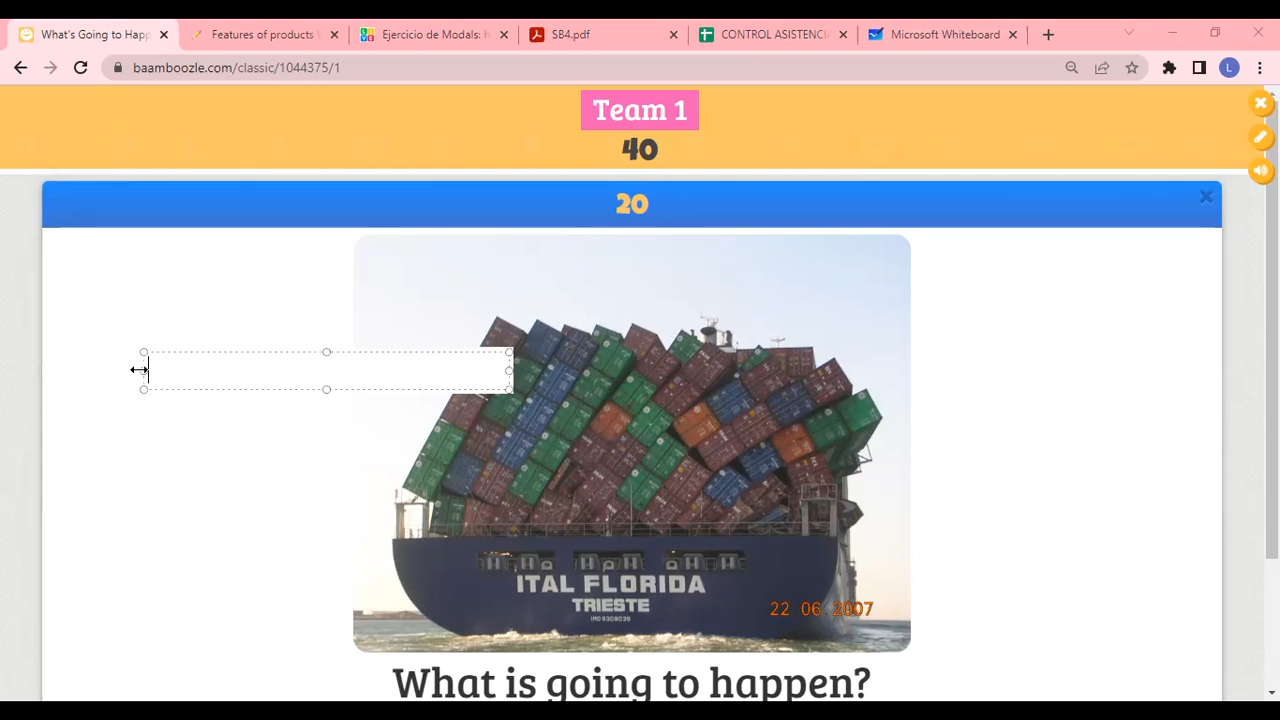 What's Going to Happ
Features of products
Ejercicio de Modals: h
SB4.pdf
CONTROL ASISTENCI
Microsoft Whiteboard
baamboozle.com/classic/1044375/1
L
Team 1
40
20
ITAL FLORIDA
TRIESTE
22 06 2007
What is going to happen?